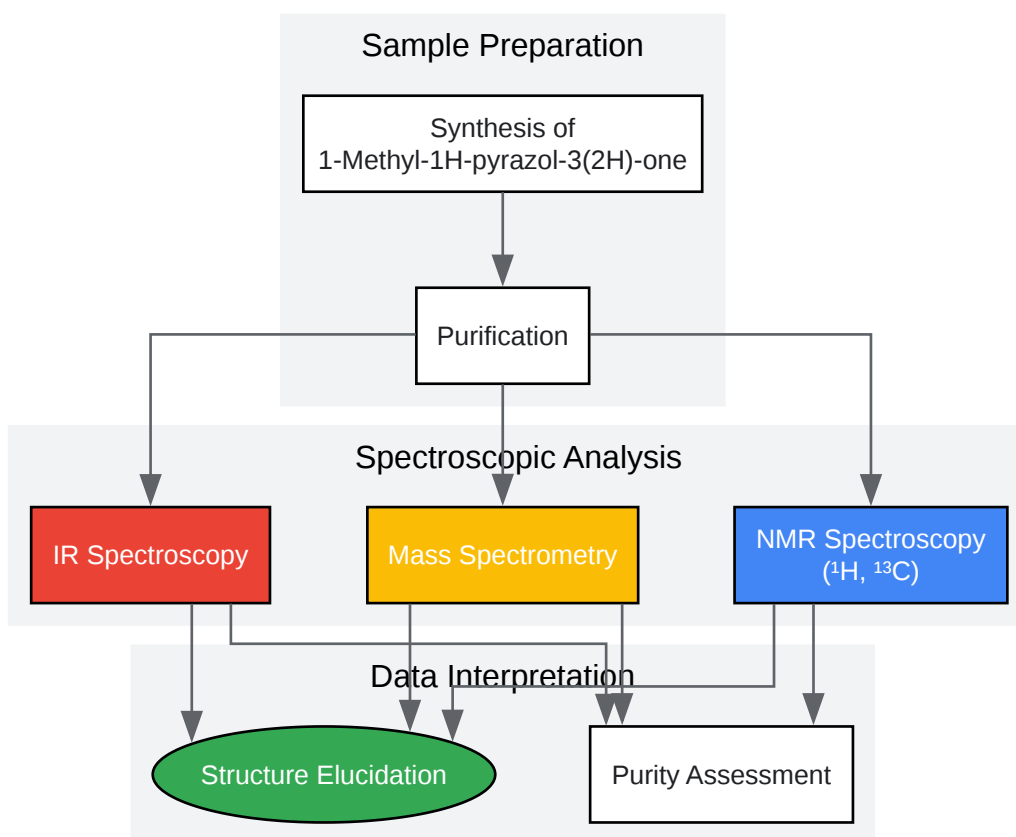 Sample Preparation
Synthesis of
1-Methyl-1H-pyrazol-3(2H)-one
Purification
Spectroscopic Analysis
IR Spectroscopy
Mass Spectrometry
NMR Spectroscopy
(¹H, ¹³C)
Data Interpretation
Structure Elucidation
Purity Assessment